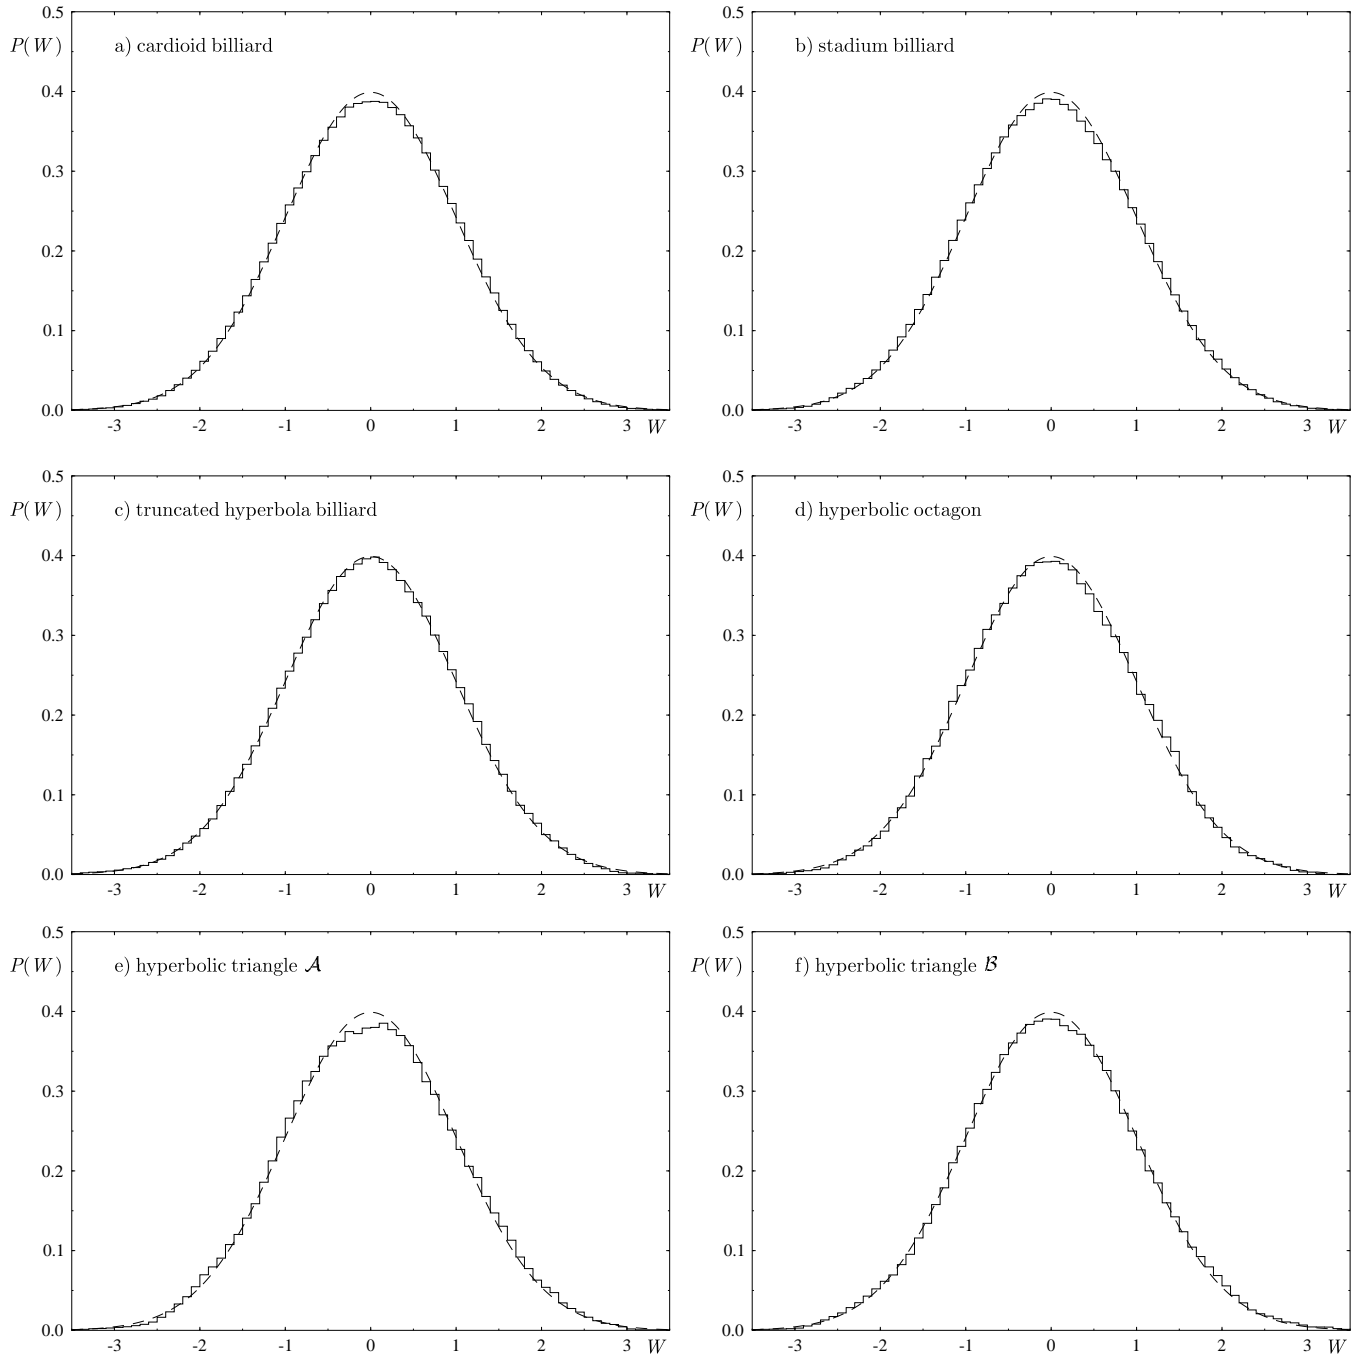 0.5
P(W)
a) cardioid billiard
0.4
0.3
0.2
0.1
0.0
-3 -2 -1 0 1 2 3 W
0.5
P(W)
b) stadium billiard
0.4
0.3
0.2
0.1
0.0
-3 -2 -1 0 1 2 3 W
0.5
P(W)
c) truncated hyperbola billiard
0.4
0.3
0.2
0.1
0.0
-3 -2 -1 0 1 2 3 W
0.5
P(W)
d) hyperbolic octagon
0.4
0.3
0.2
0.1
0.0
-3 -2 -1 0 1 2 3 W
0.5
P(W)
e) hyperbolic triangle 𝒜
0.4
0.3
0.2
0.1
0.0
-3 -2 -1 0 1 2 3 W
0.5
P(W)
f) hyperbolic triangle ℬ
0.4
0.3
0.2
0.1
0.0
-3 -2 -1 0 1 2 3 W